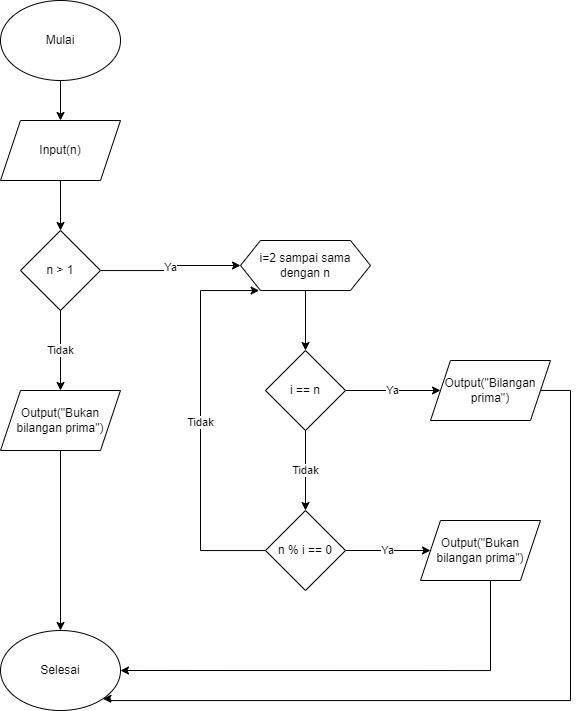 Mulai
Input(n)
n > 1
Ya
i=2 sampai sama
dengan n
Tidak
i == n
Ya
Output("Bilangan
prima")
Output("Bukan
bilangan prima")
Tidak
Tidak
n % i == 0
Ya
Output("Bukan
bilangan prima")
Selesai